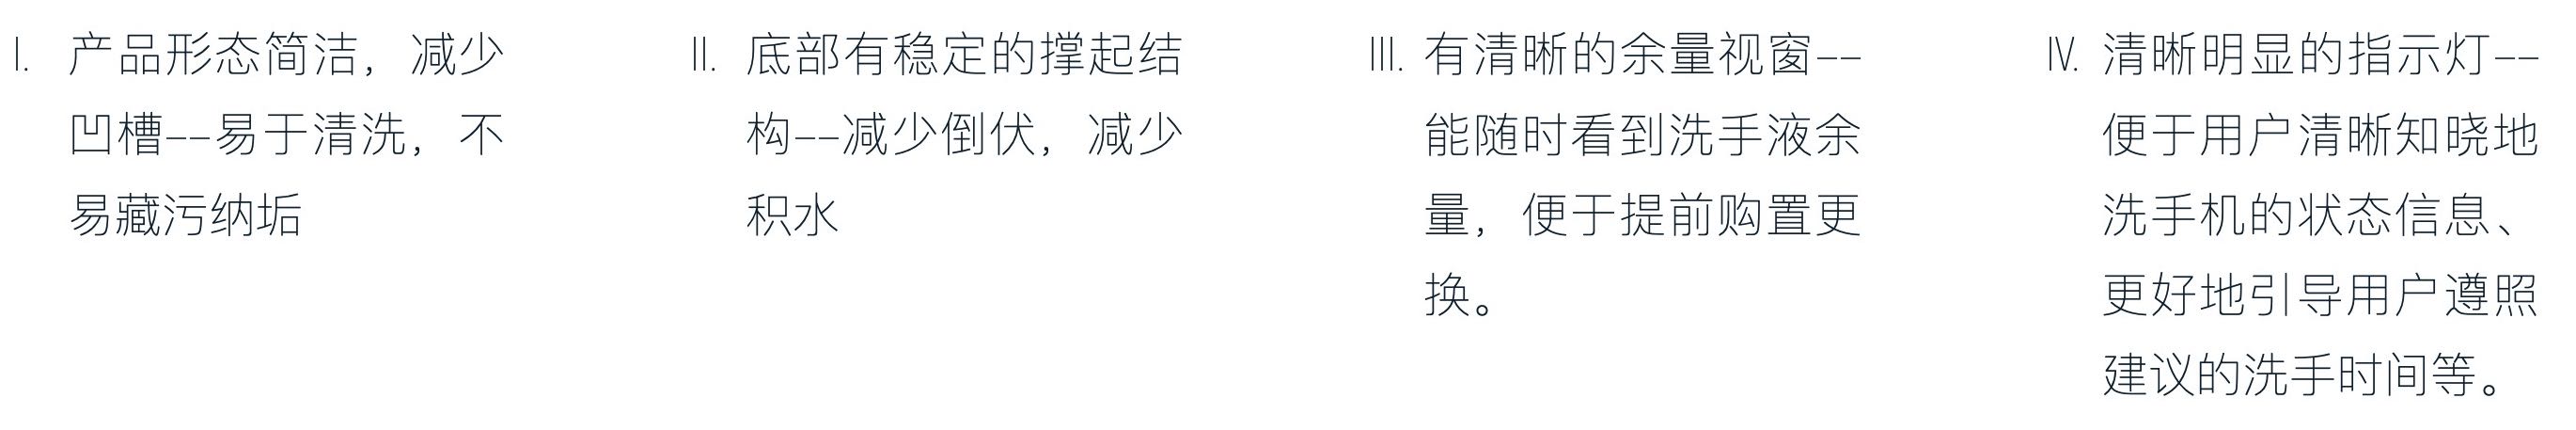 I. 产品形态简洁，减少
凹槽--易于清洗，不
易藏污纳垢
II. 底部有稳定的撑起结
构--减少倒伏，减少
积水
III. 有清晰的余量视窗--
能随时看到洗手液余
量，便于提前购置更
换。
IV. 清晰明显的指示灯--
便于用户清晰知晓地
洗手机的状态信息、
更好地引导用户遵照
建议的洗手时间等。